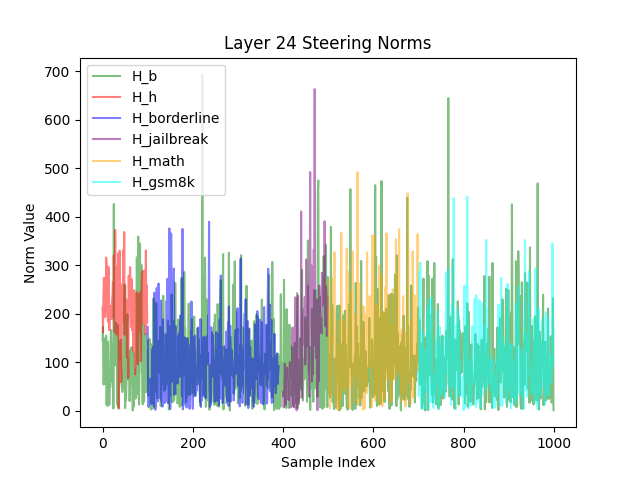 Layer 24 Steering Norms
700
600
500
400
300
200
100
0
Norm Value
H_b
H_h
H_borderline
H_jailbreak
H_math
H_gsm8k
0
200
400
600
800
1000
Sample Index